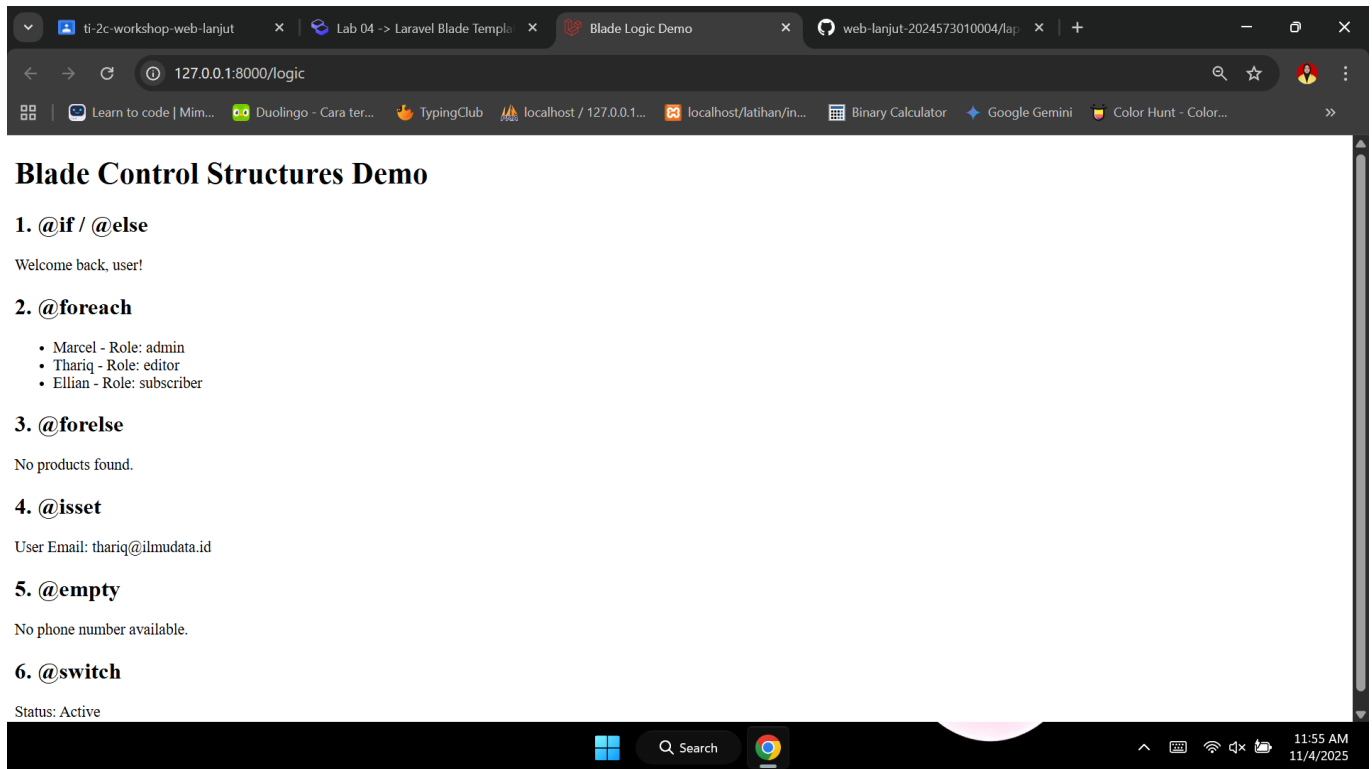 ti-2c-workshop-web-lanjut
Lab 04 -> Laravel Blade Templa
Blade Logic Demo
web-lanjut-2024573010004/lap
127.0.0.1:8000/logic
Learn to code | Mim...
Duolingo - Cara ter...
TypingClub
localhost / 127.0.0.1...
localhost/latihan/in...
Binary Calculator
Google Gemini
Color Hunt - Color...
Blade Control Structures Demo
1. @if / @else
Welcome back, user!
2. @foreach
• Marcel - Role: admin
• Thariq - Role: editor
• Ellian - Role: subscriber
3. @forelse
No products found.
4. @isset
User Email: thariq@ilmudata.id
5. @empty
No phone number available.
6. @switch
Status: Active
Search
11:55 AM
11/4/2025